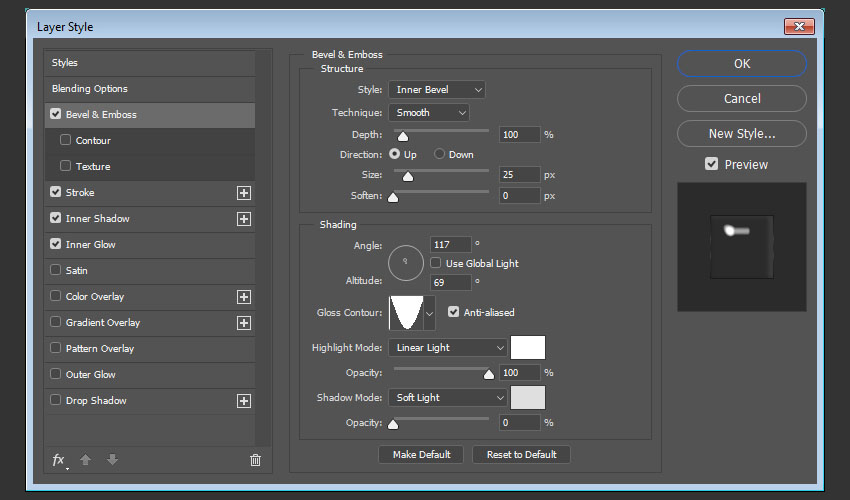 Layer Style
Styles
Blending Options
Bevel & Emboss
Contour
Texture
Stroke
Inner Shadow
Inner Glow
Satin
Color Overlay
Gradient Overlay
Pattern Overlay
Outer Glow
Drop Shadow
fx
Bevel & Emboss
Structure
Style: Inner Bevel
Technique: Smooth
Depth: 100 %
Direction: Up Down
Size: 25 px
Soften: 0 px
Shading
Angle: 117 °
Use Global Light
Altitude: 69 °
Gloss Contour: Anti-aliased
Highlight Mode: Linear Light
Opacity: 100 %
Shadow Mode: Soft Light
Opacity: 0 %
Make Default Reset to Default
OK
Cancel
New Style...
Preview